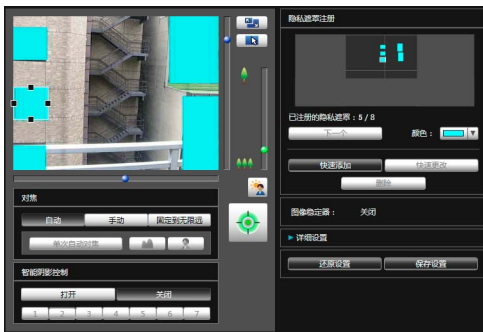 隐私遮罩注册
已注册的隐私遮罩：5 / 8
下一个
颜色：
快速添加
快速更改
删除
图像稳定器： 关闭
详细设置
还原设置
保存设置
对焦
自动
手动
固定到无限远
单次自动对焦
智能阴影控制
打开
关闭
1 2 3 4 5 6 7